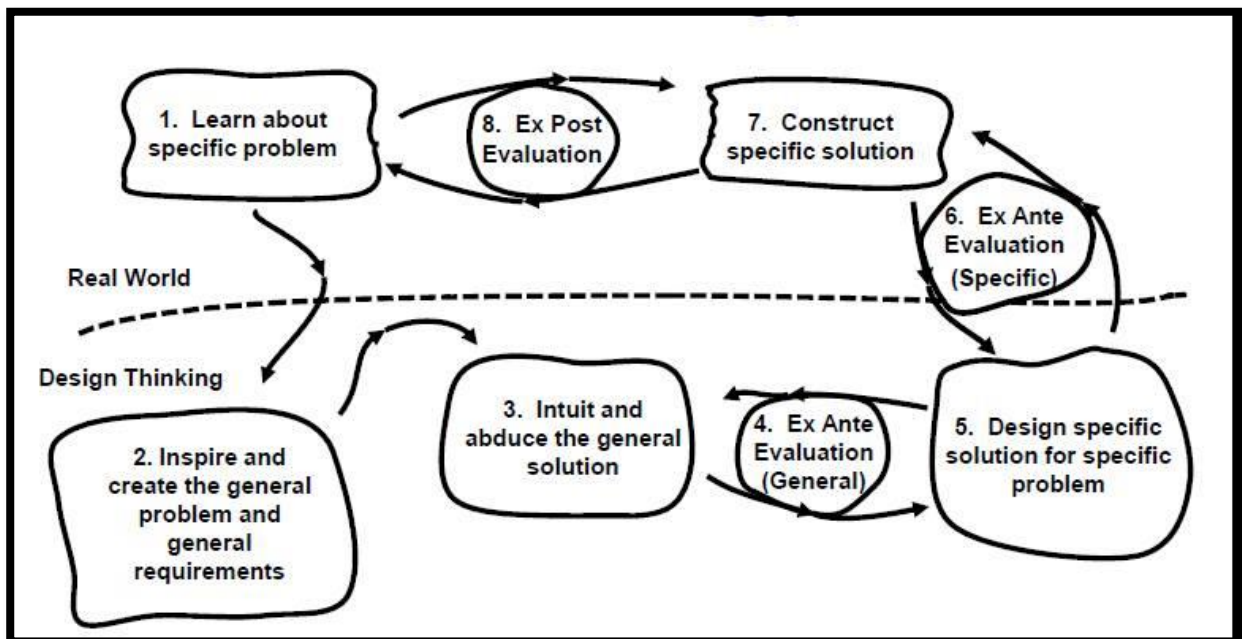 1. Learn about
specific problem
8. Ex Post
Evaluation
7. Construct
specific solution
6. Ex Ante
Evaluation
(Specific)
Real World
Design Thinking
2. Inspire and
create the general
problem and
general
requirements
3. Intuit and
abduce the general
solution
4. Ex Ante
Evaluation
(General)
5. Design specific
solution for specific
problem